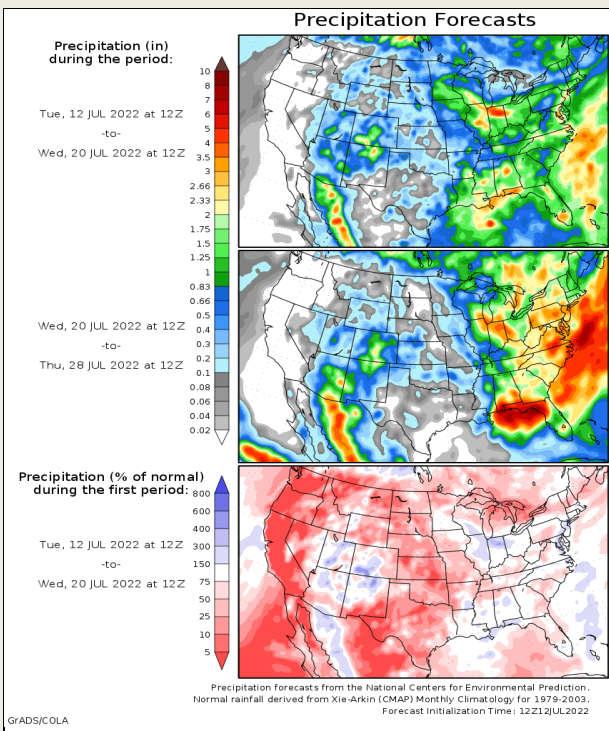 Precipitation Forecasts
Precipitation (in)
during the period:
Tue, 12 JUL 2022 at 12Z
-to-
Wed, 20 JUL 2022 at 12Z
10
8
7
6
5
4
3.5
3
2.66
2.33
2
1.75
1.5
1.25
1
0.83
0.66
0.5
0.4
0.3
0.2
0.1
0.08
0.06
0.04
0.02
Wed, 20 JUL 2022 at 12Z
-to-
Thu, 28 JUL 2022 at 12Z
Precipitation (% of normal)
during the first period:
Tue, 12 JUL 2022 at 12Z
-to-
Wed, 20 JUL 2022 at 12Z
800
600
400
300
150
75
50
25
10
5
Precipitation forecasts from the National Centers for Environmental Prediction.
Normal rainfall derived from Xie-Arkin (CMAP) Monthly Climatology for 1979-2003.
Forecast Initialization Time: 12Z12JUL2022
GrADS/COLA